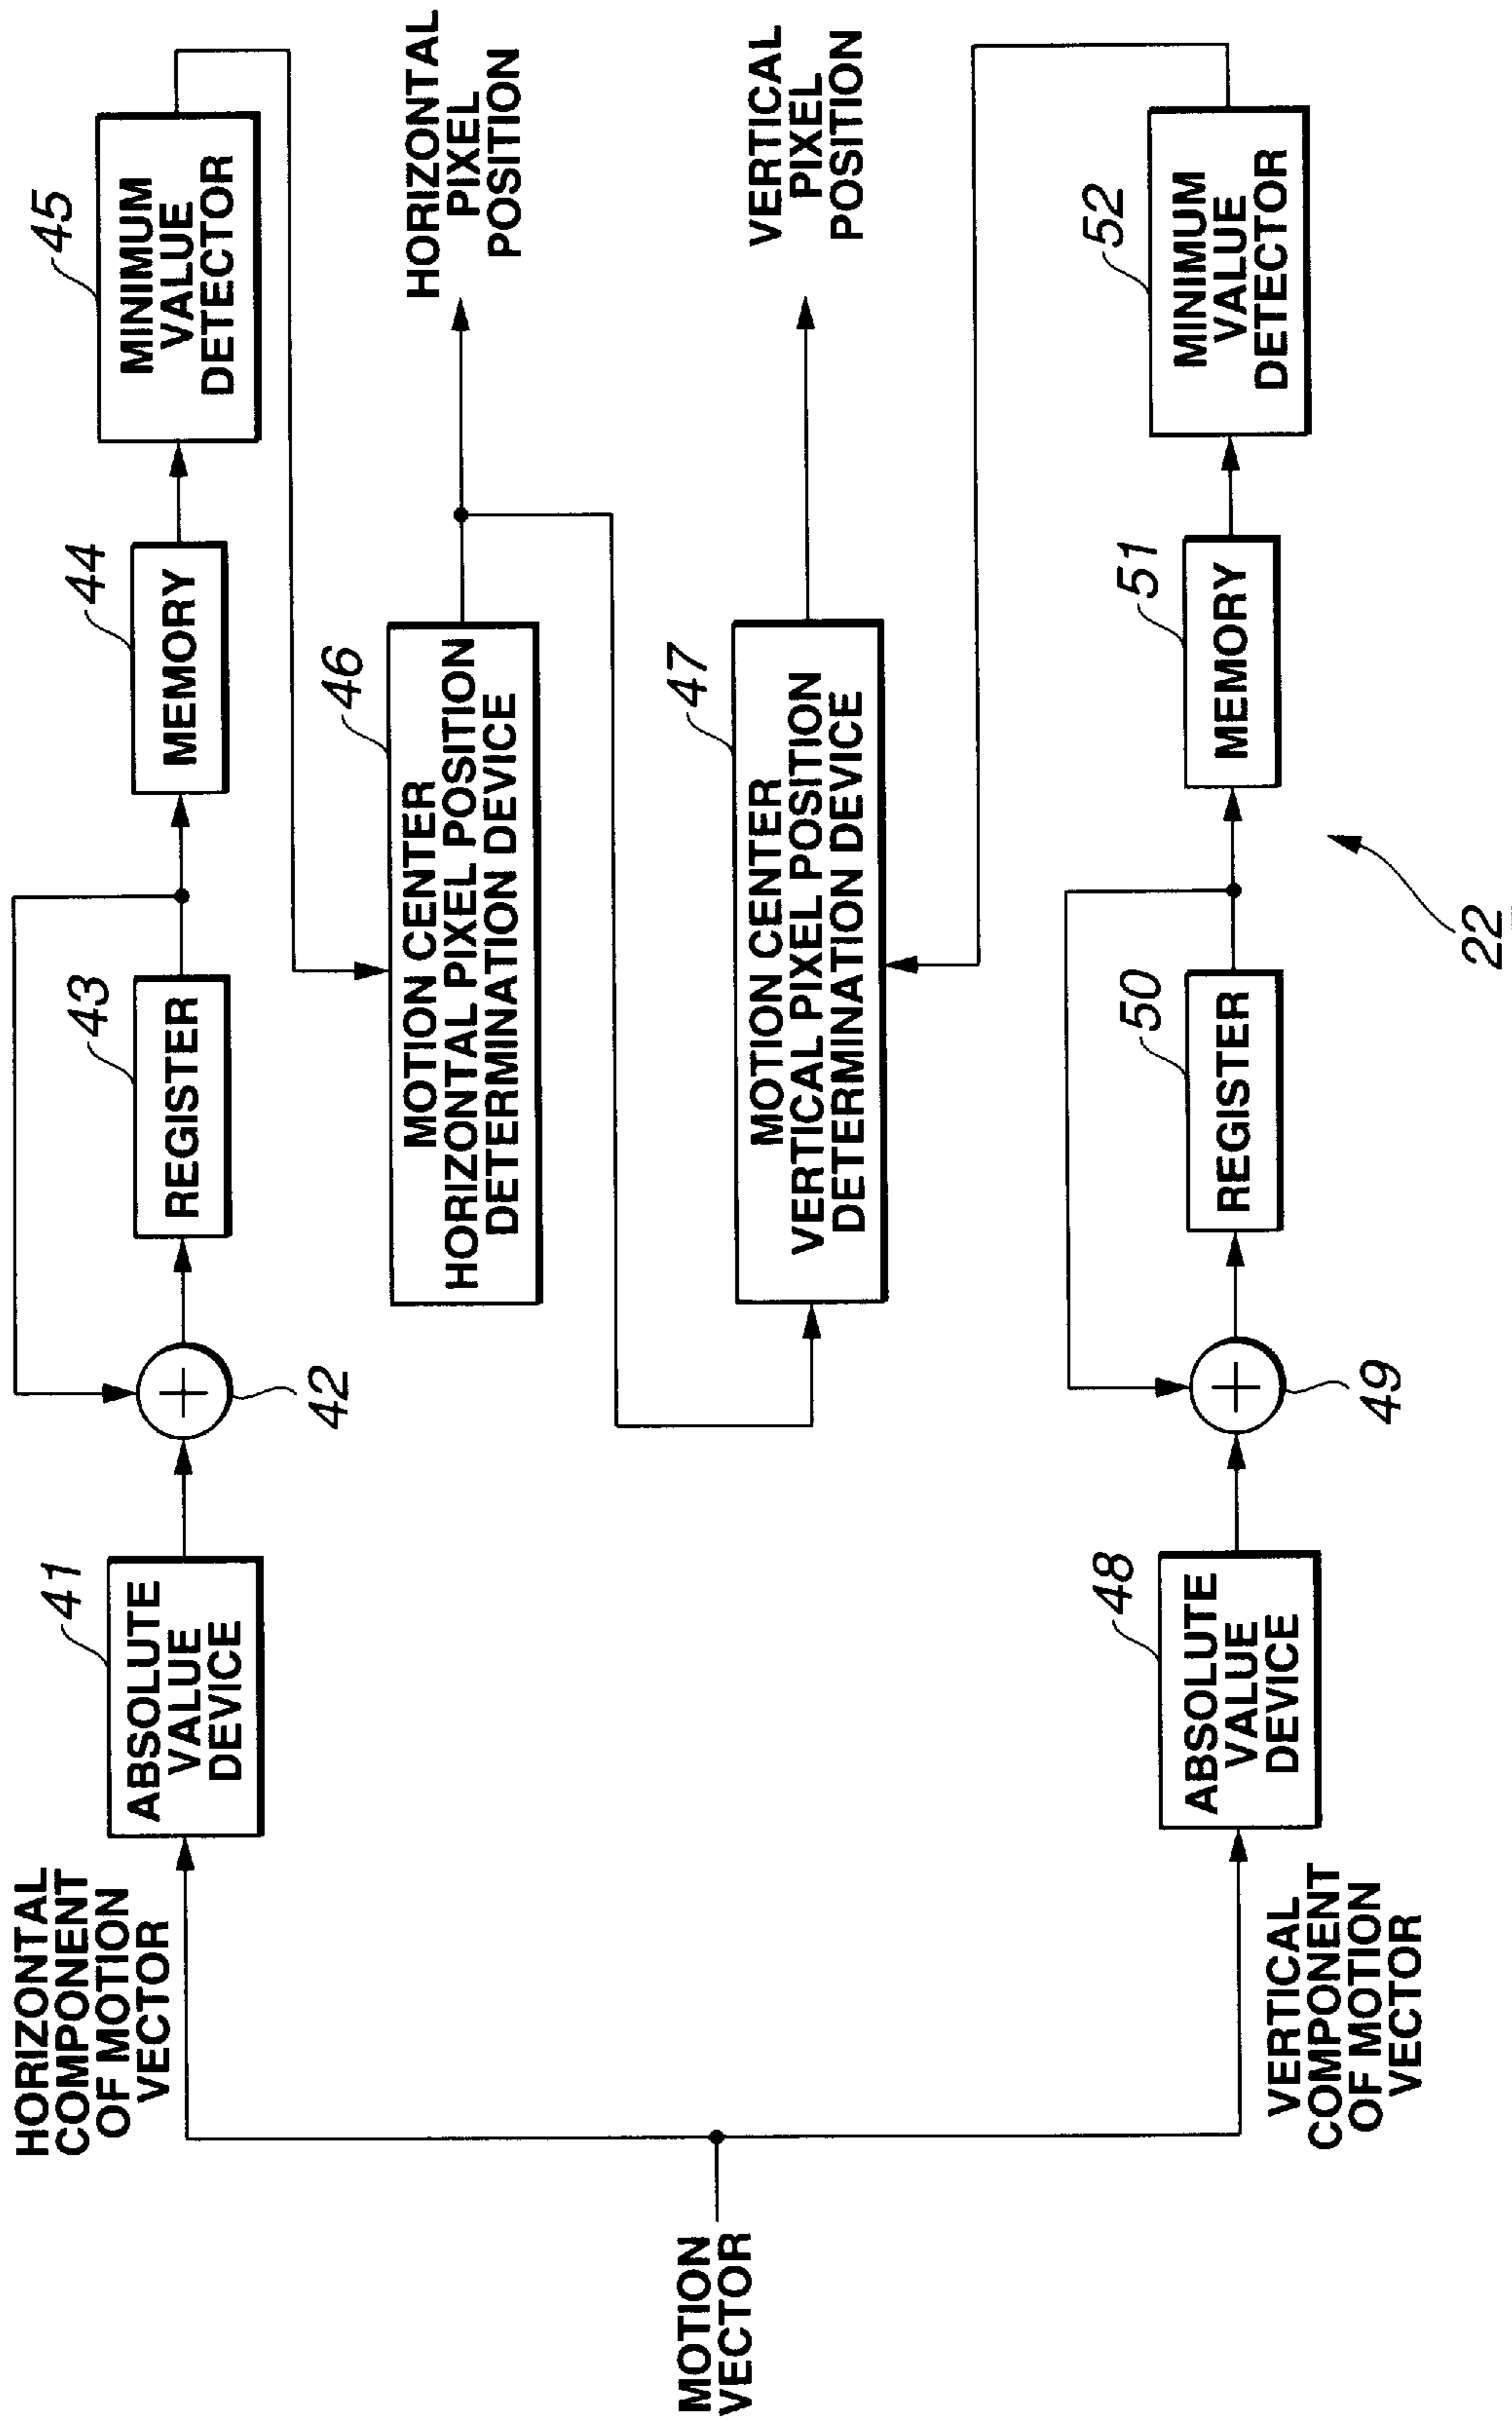 HORIZONTAL
COMPONENT
OF MOTION
VECTOR
41
ABSOLUTE
VALUE
DEVICE
42
43
REGISTER
44
MEMORY
45
MINIMUM
VALUE
DETECTOR
46
MOTION CENTER
HORIZONTAL PIXEL POSITION
DETERMINATION DEVICE
HORIZONTAL
PIXEL
POSITION
MOTION
VECTOR
47
MOTION CENTER
VERTICAL PIXEL POSITION
DETERMINATION DEVICE
VERTICAL
PIXEL
POSITION
VERTICAL
COMPONENT
OF MOTION
VECTOR
48
ABSOLUTE
VALUE
DEVICE
49
50
REGISTER
51
MEMORY
52
MINIMUM
VALUE
DETECTOR
22